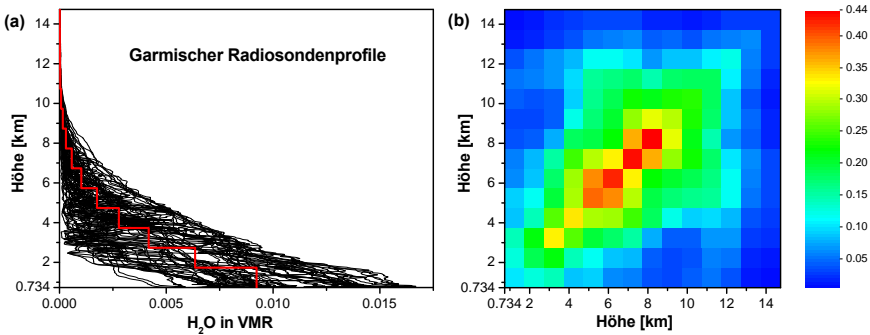 (a)
Garmischer Radiosondenprofile
Höhe [km]
14
12
10
8
6
4
2
0.734
0.000 0.005 0.010 0.015
H₂O in VMR
(b)
Höhe [km]
14
12
10
8
6
4
2
0.734
0.734 2 4 6 8 10 12 14
Höhe [km]
0.44
0.40
0.35
0.30
0.25
0.20
0.15
0.10
0.05